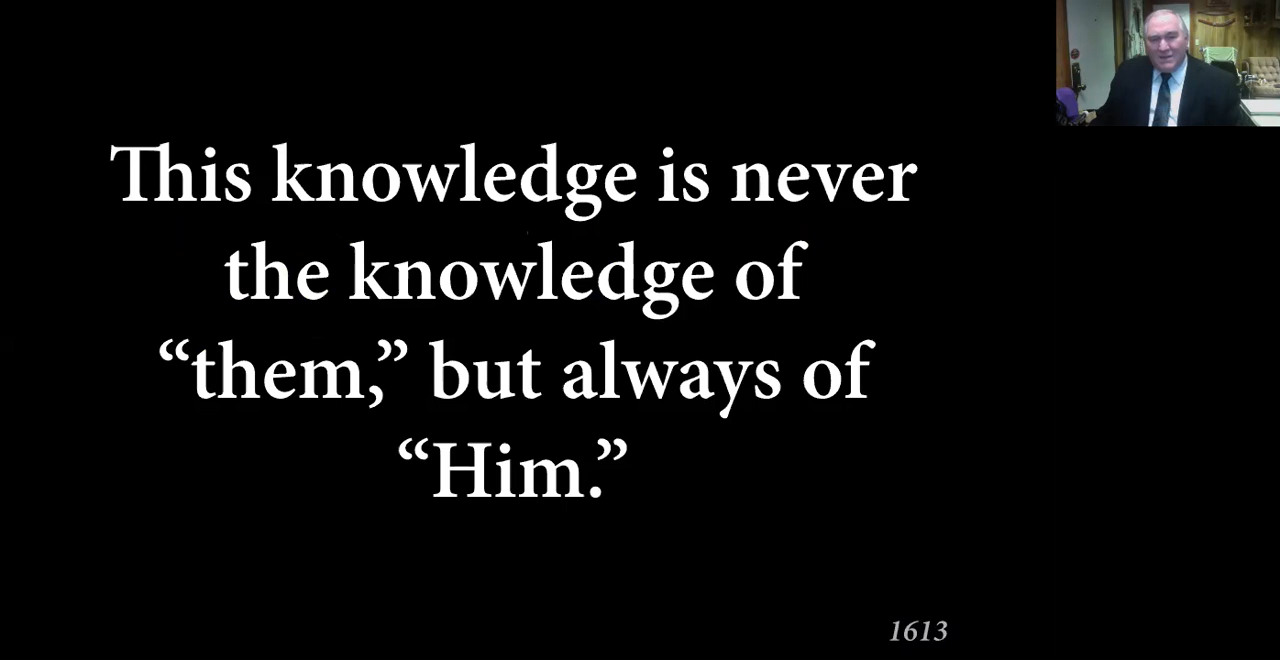 This knowledge is never
the knowledge of
“them,” but always of
“Him.”
1613